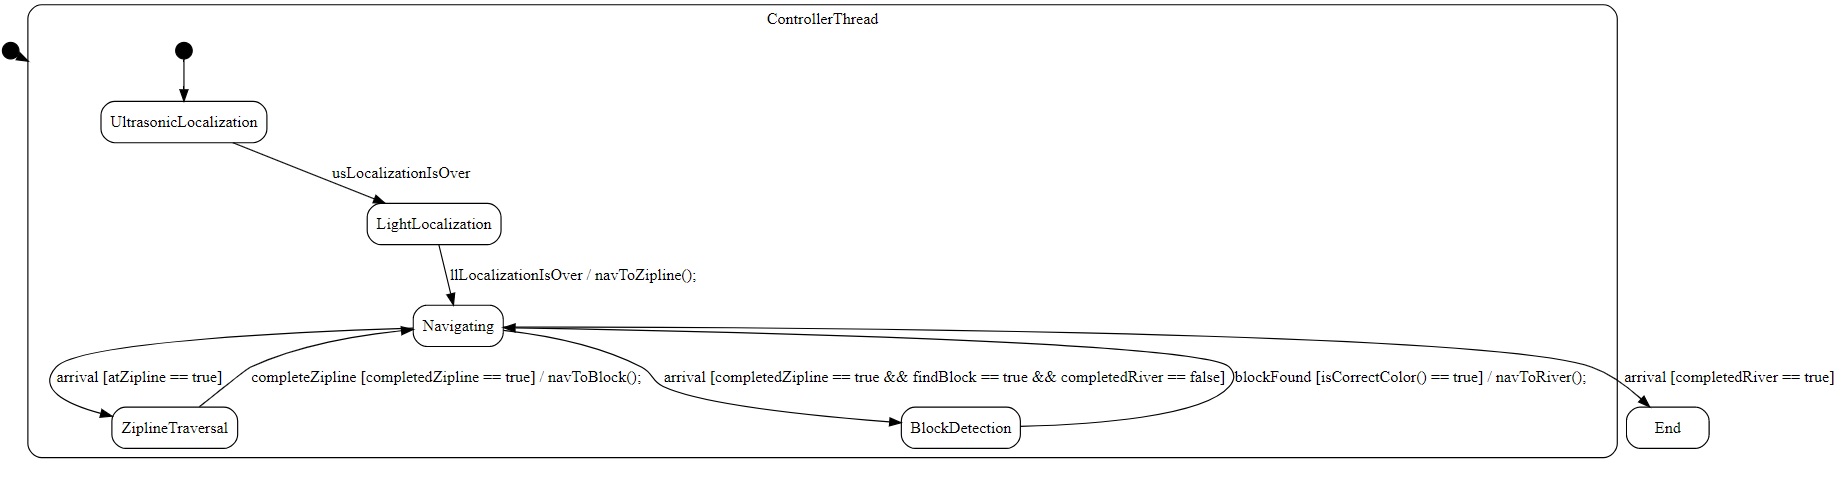 ControllerThread
UltrasonicLocalization
usLocalizationIsOver
LightLocalization
llLocalizationIsOver / navToZipline();
Navigating
arrival [atZipline == true]
completeZipline [completedZipline == true] / navToBlock();
arrival [completedZipline == true && findBlock == true && completedRiver == false]
blockFound [isCorrectColor() == true] / navToRiver();
arrival [completedRiver == true]
ZiplineTraversal
BlockDetection
End